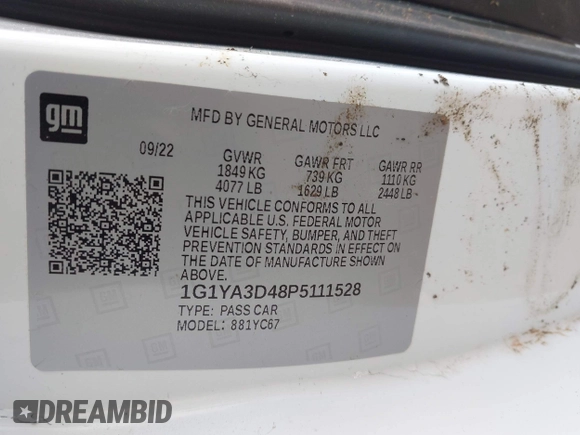 gm
MFD BY GENERAL MOTORS LLC
09/22
GVWR GAWR FRT GAWR RR
1849 KG 739 KG 1110 KG
4077 LB 1629 LB 2448 LB
THIS VEHICLE CONFORMS TO ALL
APPLICABLE U.S. FEDERAL MOTOR
VEHICLE SAFETY, BUMPER, AND THEFT
PREVENTION STANDARDS IN EFFECT ON
THE DATE OF MANUFACTURE SHOWN
ABOVE.
1G1YA3D48P5111528
TYPE: PASS CAR
MODEL: 881YC67
DREAMBID